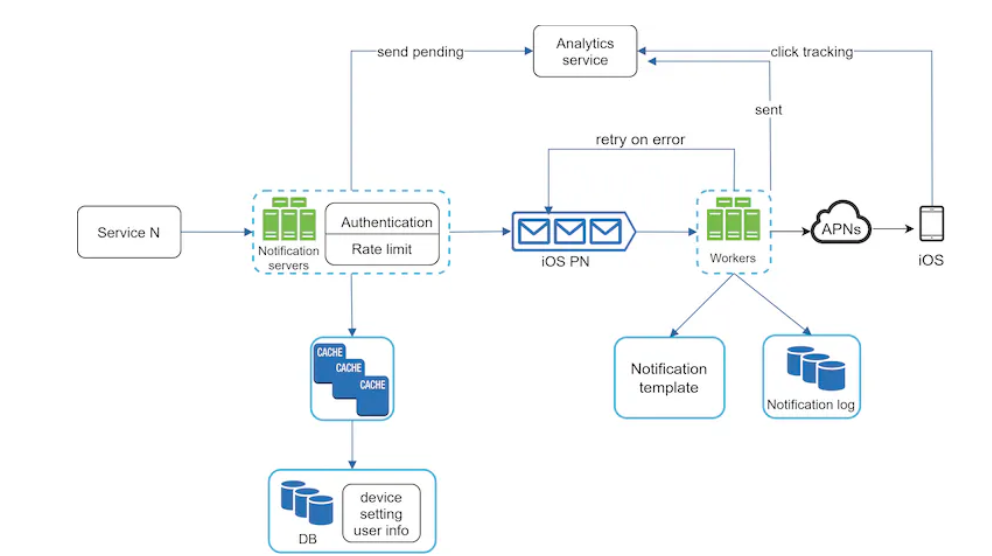 Analytics
service
send pending
click tracking
sent
retry on error
Service N
Notification
servers
Authentication
Rate limit
iOS PN
Workers
APNs
iOS
CACHE
CACHE
CACHE
Notification
template
Notification log
DB
device
setting
user info